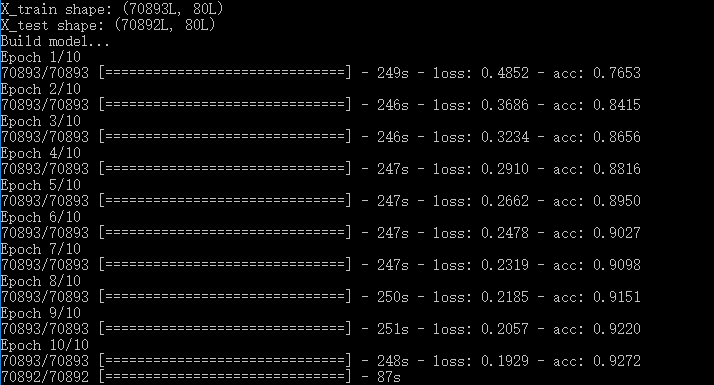 X_train shape: (70893L, 80L)
X_test shape: (70892L, 80L)
Build model...
Epoch 1/10
70893/70893 [==============================] - 249s - loss: 0.4852 - acc: 0.7653
Epoch 2/10
70893/70893 [==============================] - 246s - loss: 0.3686 - acc: 0.8415
Epoch 3/10
70893/70893 [==============================] - 246s - loss: 0.3234 - acc: 0.8656
Epoch 4/10
70893/70893 [==============================] - 247s - loss: 0.2910 - acc: 0.8816
Epoch 5/10
70893/70893 [==============================] - 247s - loss: 0.2662 - acc: 0.8950
Epoch 6/10
70893/70893 [==============================] - 247s - loss: 0.2478 - acc: 0.9027
Epoch 7/10
70893/70893 [==============================] - 247s - loss: 0.2319 - acc: 0.9098
Epoch 8/10
70893/70893 [==============================] - 250s - loss: 0.2185 - acc: 0.9151
Epoch 9/10
70893/70893 [==============================] - 251s - loss: 0.2057 - acc: 0.9220
Epoch 10/10
70893/70893 [==============================] - 248s - loss: 0.1929 - acc: 0.9272
70892/70892 [==============================] - 87s